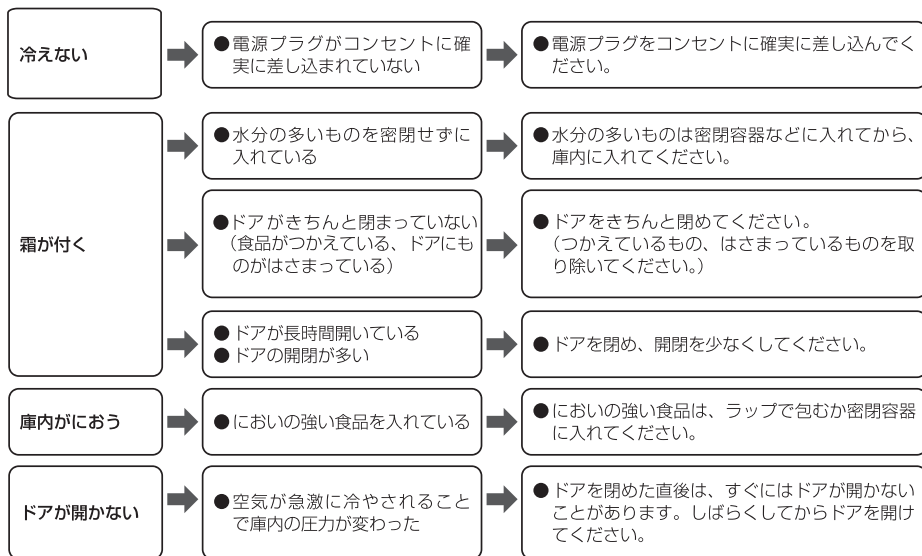 冷えない
●電源プラグがコンセントに確
実に差し込まれていない
●電源プラグをコンセントに確実に差し込んでく
ださい。
霜が付く
●水分の多いものを密閉せずに
入れている
●水分の多いものは密閉容器などに入れてから、
庫内に入れてください。
●ドアがきちんと閉まっていない
（食品がつかえている、ドアにも
のがはさまっている）
●ドアをきちんと閉めてください。
（つかえているもの、はさまっているものを取
り除いてください。）
●ドアが長時間開いている
●ドアの開閉が多い
●ドアを閉め、開閉を少なくしてください。
庫内がにおう
●においの強い食品を入れている
●においの強い食品は、ラップで包むか密閉容器
に入れてください。
ドアが開かない
●空気が急激に冷やされること
で庫内の圧力が変わった
●ドアを閉めた直後は、すぐにはドアが開かない
ことがあります。しばらくしてからドアを開け
てください。